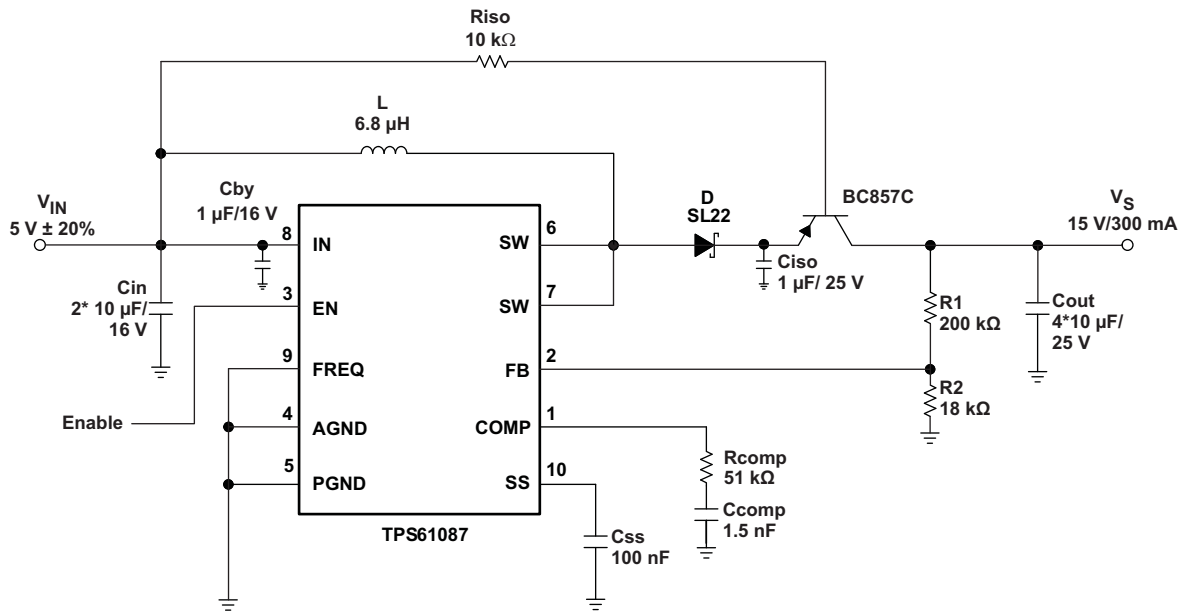 Riso
10 kΩ
L
6.8 µH
Cby
1 µF/16 V
VIN
5 V ± 20%
D
SL22
BC857C
VS
15 V/300 mA
8
IN
SW
6
Cin
2* 10 µF/
16 V
3
EN
SW
7
Ciso
1 µF/ 25 V
R1
200 kΩ
Cout
4*10 µF/
25 V
9
FREQ
FB
2
R2
18 kΩ
Enable
4
AGND
COMP
1
Rcomp
51 kΩ
5
PGND
SS
10
Ccomp
1.5 nF
TPS61087
Css
100 nF